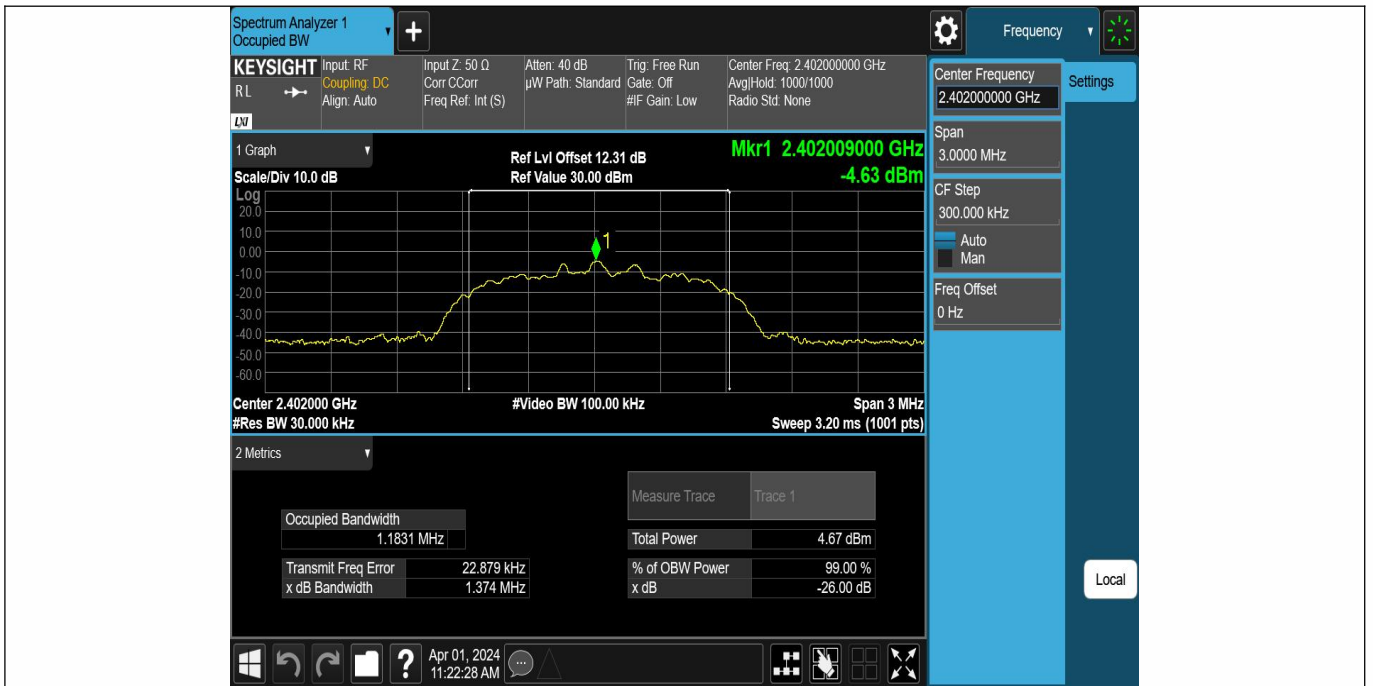 Spectrum Analyzer 1
Occupied BW
+
Frequency
KEYSIGHT
RL
LXI
Input: RF
Coupling: DC
Align: Auto
Input Z: 50 Ω
Corr CCorr
Freq Ref: Int (S)
Atten: 40 dB
µW Path: Standard
Trig: Free Run
Gate: Off
#IF Gain: Low
Center Freq: 2.402000000 GHz
Avg|Hold: 1000/1000
Radio Std: None
Center Frequency
2.402000000 GHz
Settings
Span
3.0000 MHz
CF Step
300.000 kHz
Auto
Man
Freq Offset
0 Hz
Local
1 Graph
Scale/Div 10.0 dB
Ref Lvl Offset 12.31 dB
Ref Value 30.00 dBm
Mkr1 2.402009000 GHz
-4.63 dBm
Log
20.0
10.0
0.00
-10.0
-20.0
-30.0
-40.0
-50.0
-60.0
1
Center 2.402000 GHz
#Res BW 30.000 kHz
#Video BW 100.00 kHz
Span 3 MHz
Sweep 3.20 ms (1001 pts)
2 Metrics
Measure Trace Trace 1
Occupied Bandwidth
1.1831 MHz
Total Power 4.67 dBm
Transmit Freq Error 22.879 kHz
% of OBW Power 99.00 %
x dB Bandwidth 1.374 MHz
x dB -26.00 dB
?
Apr 01, 2024
11:22:28 AM